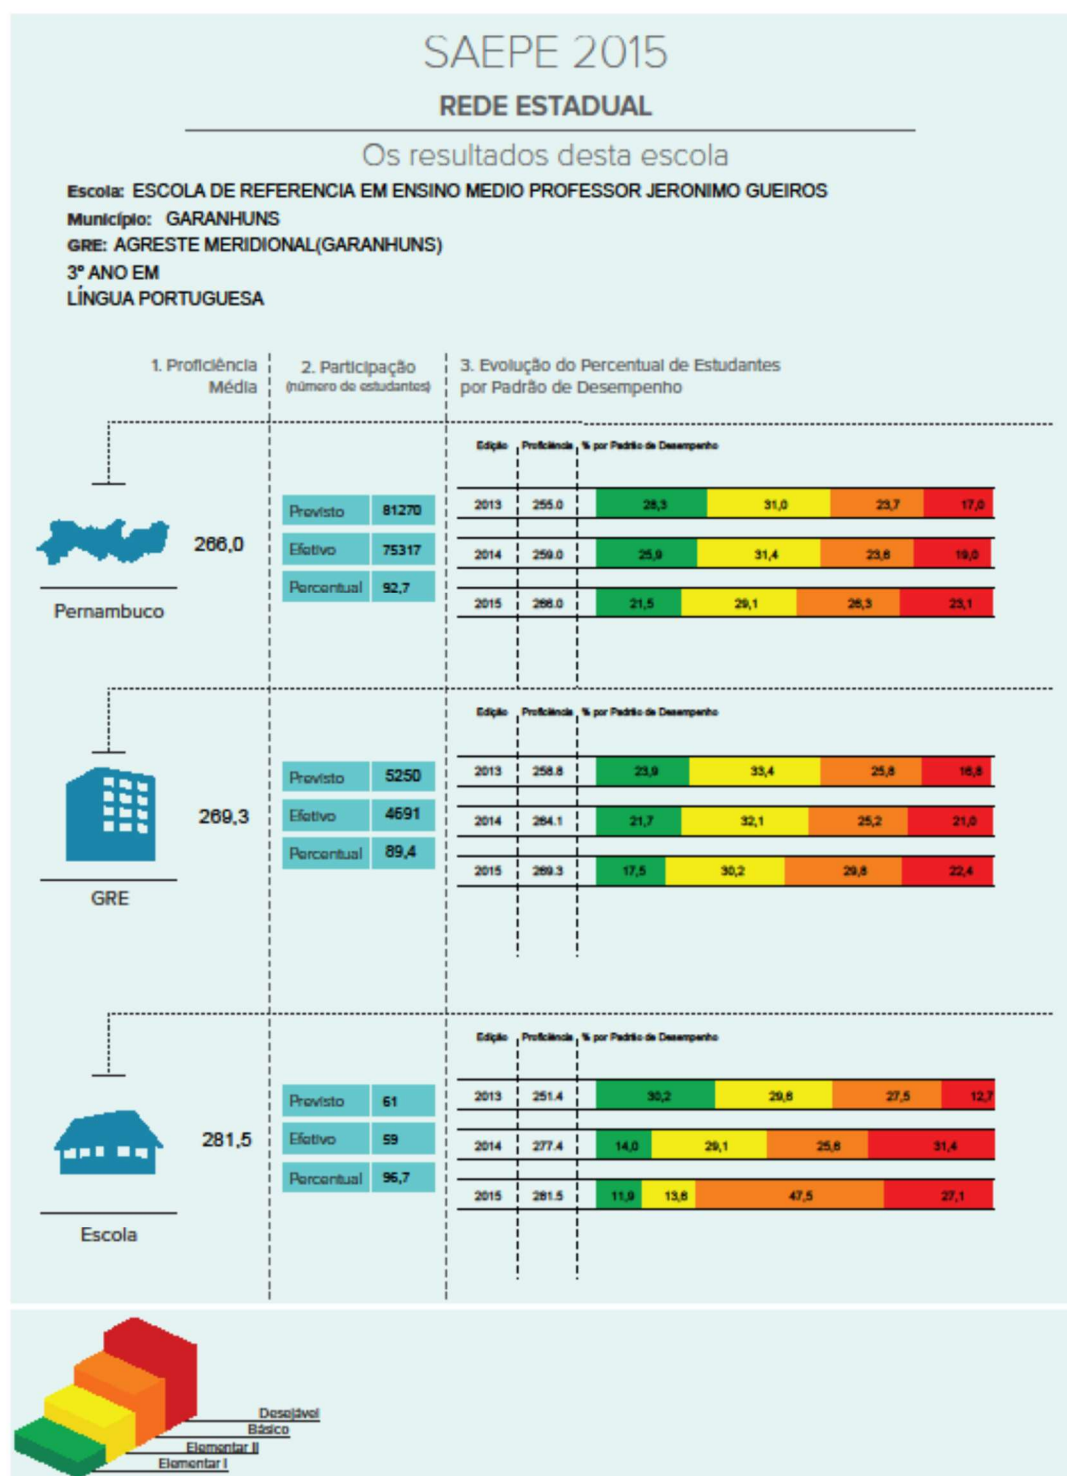 SAEPE 2015
REDE ESTADUAL
Os resultados desta escola
Escola: ESCOLA DE REFERENCIA EM ENSINO MEDIO PROFESSOR JERONIMO GUEIROS
Município: GARANHUNS
GRE: AGRESTE MERIDIONAL(GARANHUNS)
3º ANO EM
LÍNGUA PORTUGUESA
1. Proficiência Média
2. Participação (número de estudantes)
3. Evolução do Percentual de Estudantes por Padrão de Desempenho
Pernambuco
266,0
Previsto 81270
Efetivo 75317
Percentual 92,7
Edição Proficiência % por Padrão de Desempenho
2013 255.0 28,3 31,0 23,7 17,0
2014 259.0 25,9 31,4 23,6 19,0
2015 266.0 21,5 29,1 26,3 23,1
GRE
269,3
Previsto 5250
Efetivo 4691
Percentual 89,4
Edição Proficiência % por Padrão de Desempenho
2013 258.8 23,9 33,4 25,8 16,8
2014 264.1 21,7 32,1 25,2 21,0
2015 269.3 17,5 30,2 29,8 22,4
Escola
281,5
Previsto 61
Efetivo 59
Percentual 96,7
Edição Proficiência % por Padrão de Desempenho
2013 251.4 30,2 29,6 27,5 12,7
2014 277.4 14,0 29,1 25,6 31,4
2015 281.5 11,9 13,6 47,5 27,1
Desejável
Básico
Elementar II
Elementar I